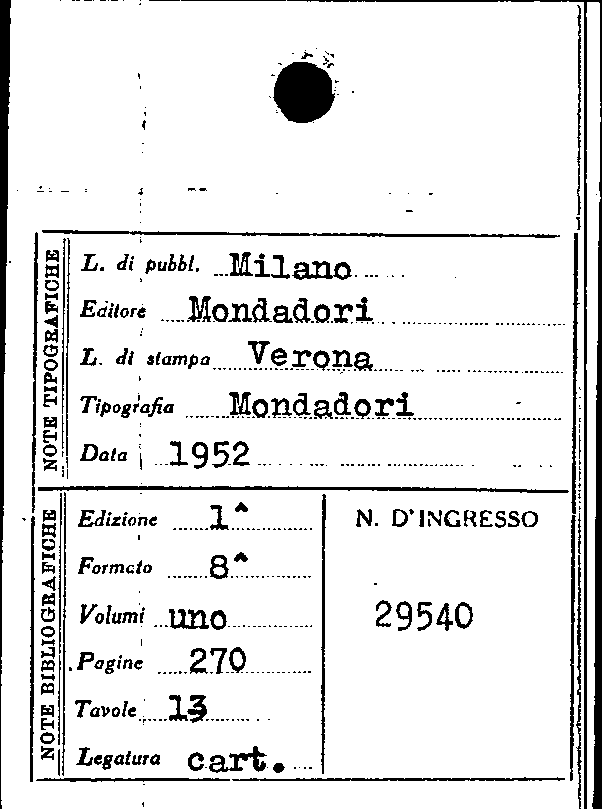 NOTE TIPOGRAFICHE
L. di pubbl. Milano
Editore Mondadori
L. di stampa Verona
Tipografia Mondadori
Data 1952
NOTE BIBLIOGRAFICHE
Edizione 1^
Formato 8^
Volumi uno
Pagine 270
Tavole 13
Legatura cart.
N. D'INGRESSO
29540